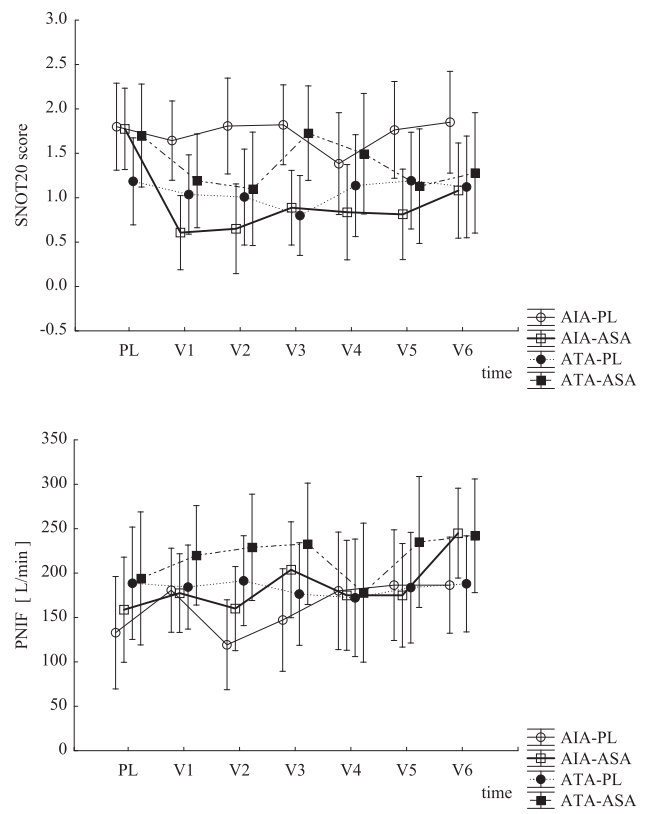 3.0
2.5
2.0
1.5
1.0
0.5
0.0
-0.5
SNOT20 score
PL V1 V2 V3 V4 V5 V6
time
AIA-PL
AIA-ASA
ATA-PL
ATA-ASA
350
300
250
200
150
100
50
0
PNIF [ L/min ]
PL V1 V2 V3 V4 V5 V6
time
AIA-PL
AIA-ASA
ATA-PL
ATA-ASA